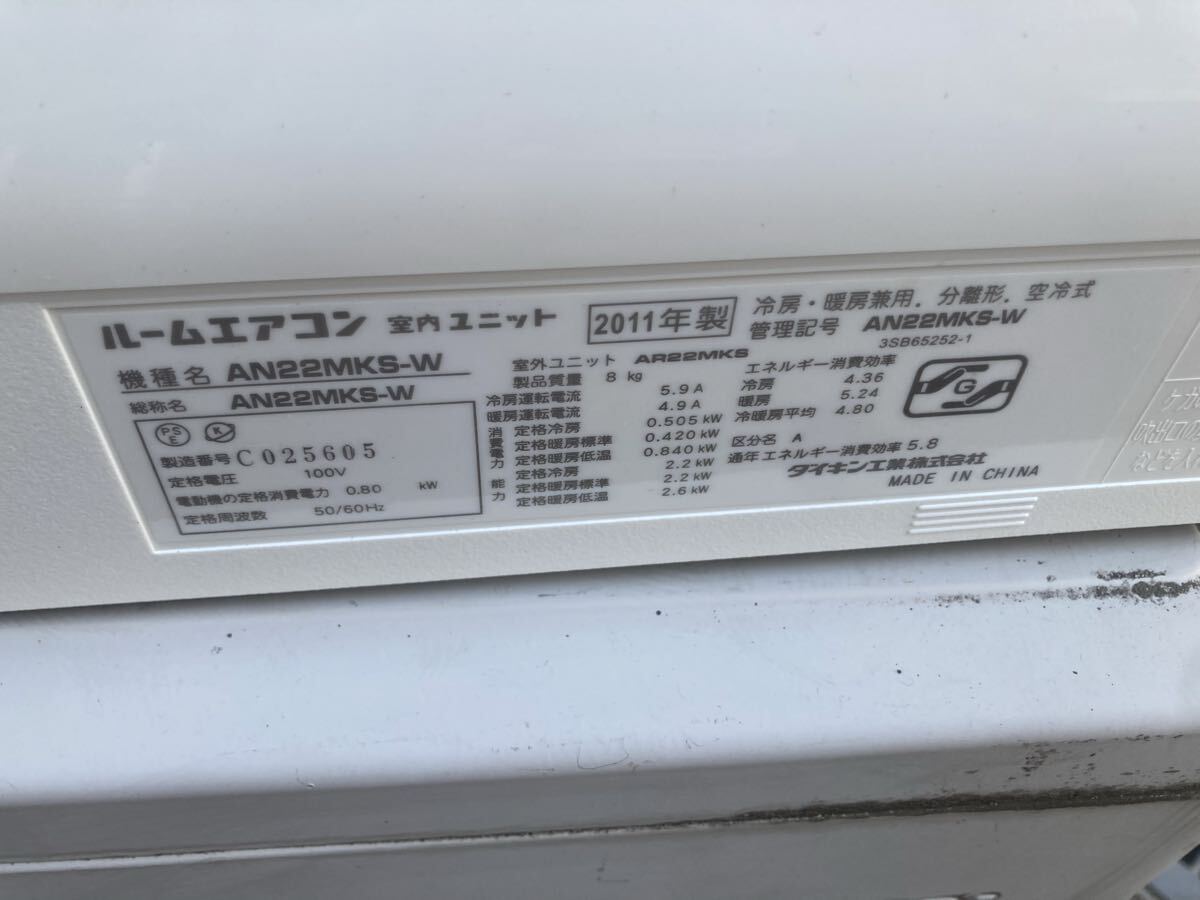 ルームエアコン 室内ユニット 2011年製 冷房・暖房兼用. 分離形. 空冷式
管理記号 AN22MKS-W
3SB65252-1
機種名 AN22MKS-W
総称名 AN22MKS-W
PSE
製造番号 C025605
定格電圧 100V
電動機の定格消費電力 0.80 kW
定格周波数 50/60Hz
室外ユニット AR22MKS
製品質量 8 kg
冷房運転電流 5.9 A
暖房運転電流 4.9 A
消費電力 定格冷房 0.505 kW
定格暖房標準 0.420 kW
定格暖房低温 0.840 kW
能力 定格冷房 2.2 kW
定格暖房標準 2.2 kW
定格暖房低温 2.6 kW
エネルギー消費効率
冷房 4.36
暖房 5.24
冷暖房平均 4.80
区分名 A
通年エネルギー消費効率 5.8
ダイキン工業株式会社
MADE IN CHINA
G
吹出口の